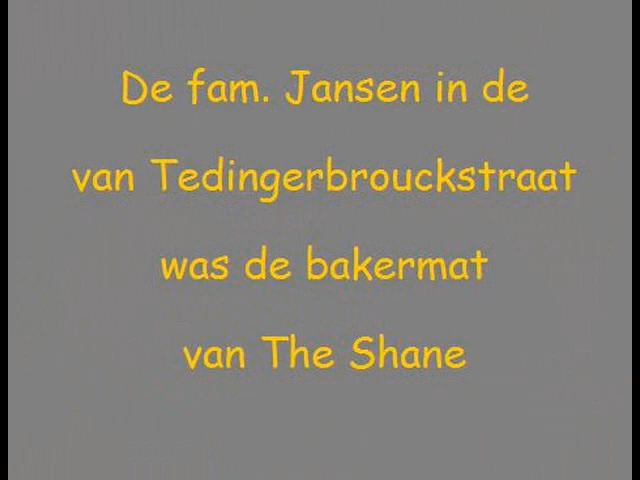 De fam. Jansen in de
van Tedingerbrouckstraat
was de bakermat
van The Shane